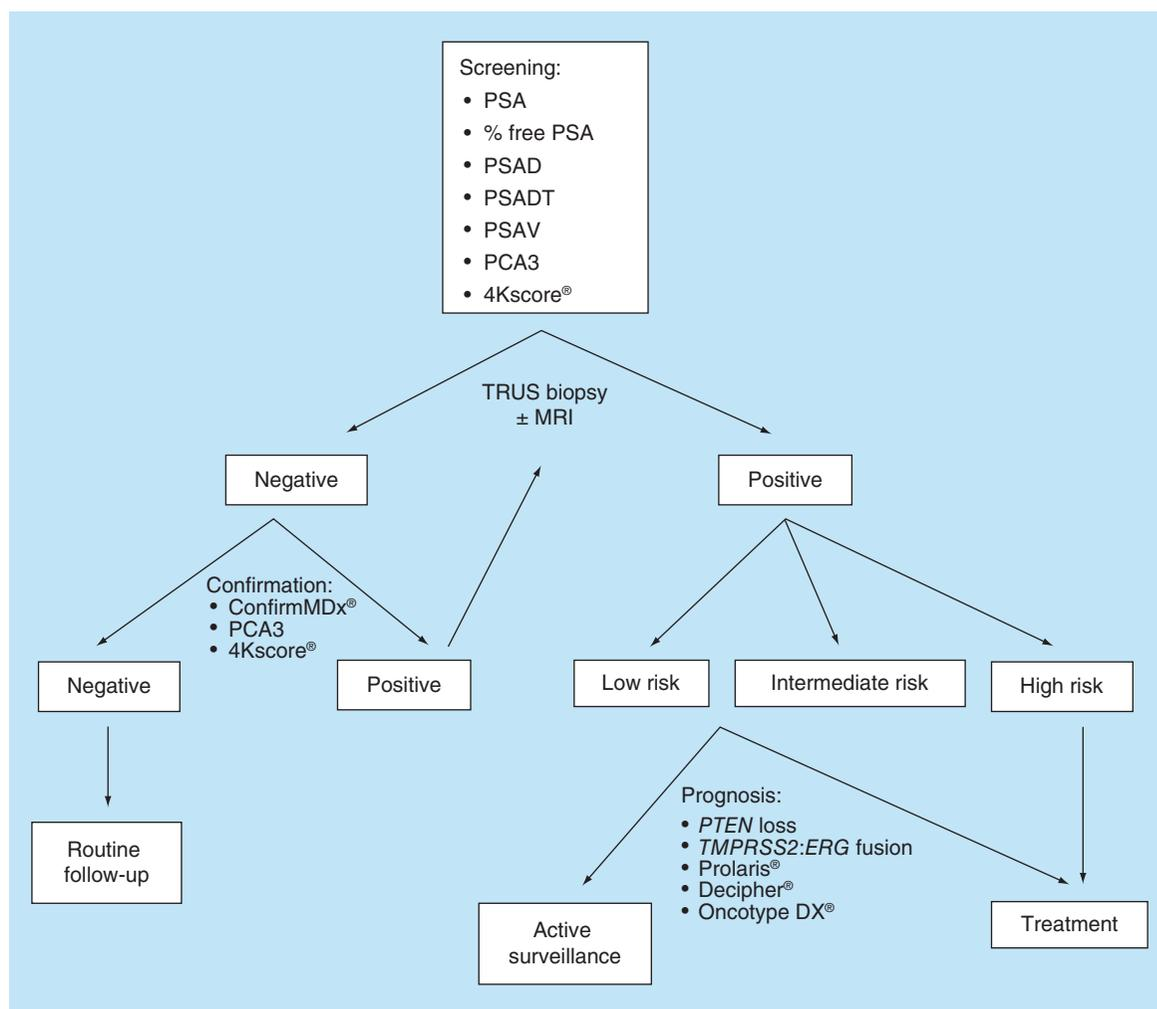 Screening:
• PSA
• % free PSA
• PSAD
• PSADT
• PSAV
• PCA3
• 4Kscore®
TRUS biopsy
± MRI
Negative
Positive
Confirmation:
• ConfirmMDx®
• PCA3
• 4Kscore®
Negative
Positive
Low risk
Intermediate risk
High risk
Prognosis:
• PTEN loss
• TMPRSS2:ERG fusion
• Prolaris®
• Decipher®
• Oncotype DX®
Routine
follow-up
Active
surveillance
Treatment